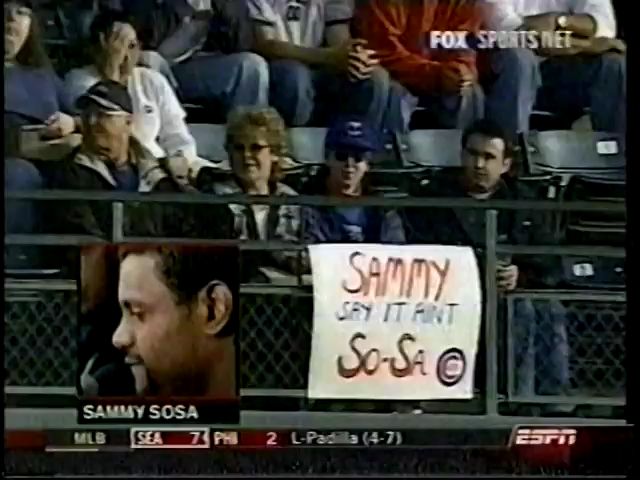 FOX SPORTS NET
SAMMY
SAY IT AINT
SO-SA ©
SAMMY SOSA
MLB SEA 7 PHI 2 L-Padilla (4-7)
ESPN